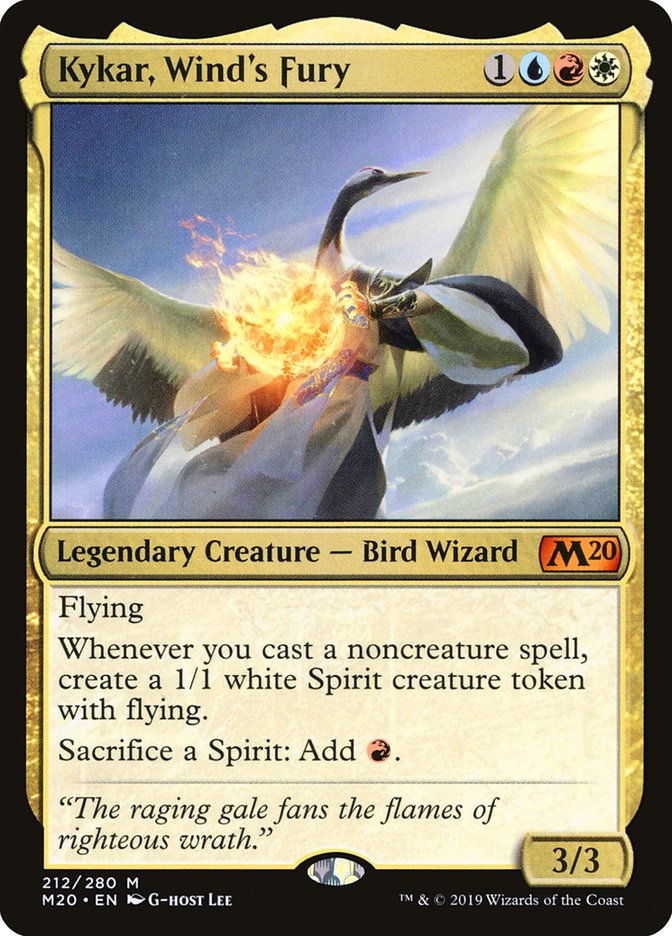 Kykar, Wind's Fury 1
Legendary Creature — Bird Wizard M20
Flying
Whenever you cast a noncreature spell,
create a 1/1 white Spirit creature token
with flying.
Sacrifice a Spirit: Add .
“The raging gale fans the flames of
righteous wrath.”
3/3
212/280 M
M20 • EN G-HOST LEE ™ & © 2019 Wizards of the Coast